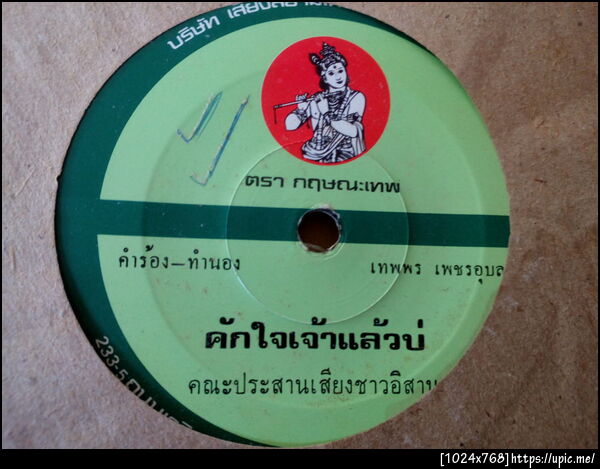 บริษัท เสียงสยาม
ตรา กฤษณะเทพ
คำร้อง–ทำนอง เทพพร เพชรอุบล
คักใจเจ้าแล้วบ่
คณะประสานเสียงชาวอิสาน
233-5
[1024x768]https://upic.me/